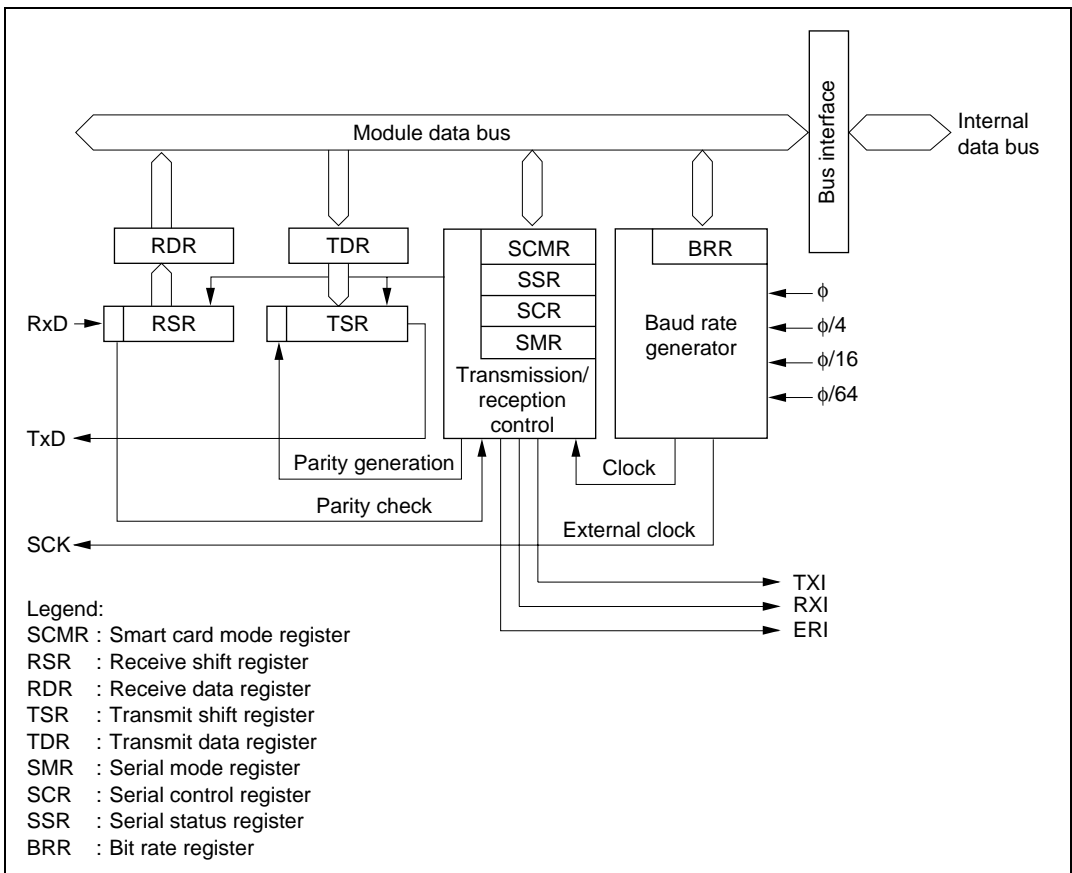 Module data bus
Bus interface
Internal
data bus
RDR
TDR
SCMR
SSR
SCR
SMR
Transmission/
reception
control
BRR
Baud rate
generator
ϕ
ϕ/4
ϕ/16
ϕ/64
RxD
RSR
TSR
TxD
Parity generation
Parity check
Clock
External clock
SCK
TXI
RXI
ERI
Legend:
SCMR : Smart card mode register
RSR : Receive shift register
RDR : Receive data register
TSR : Transmit shift register
TDR : Transmit data register
SMR : Serial mode register
SCR : Serial control register
SSR : Serial status register
BRR : Bit rate register